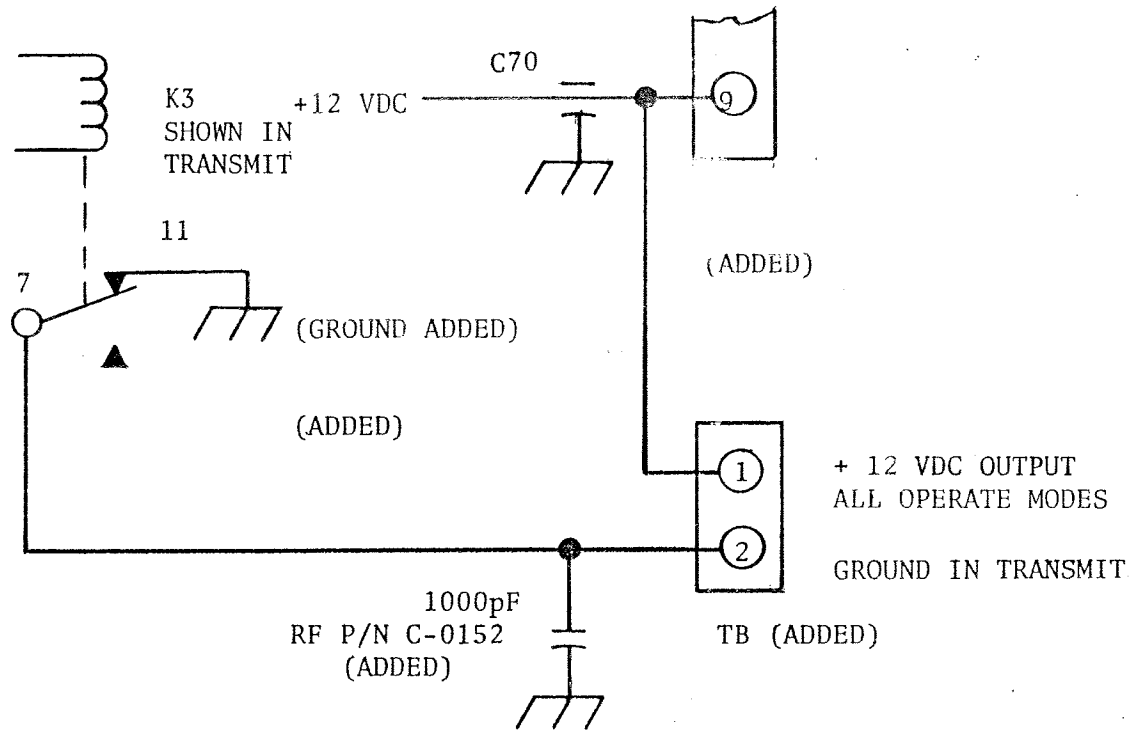 C70
9
K3
SHOWN IN
TRANSMIT
+12 VDC
11
7
(ADDED)
(GROUND ADDED)
(ADDED)
1
+ 12 VDC OUTPUT
ALL OPERATE MODES
2
GROUND IN TRANSMIT
1000pF
RF P/N C-0152
(ADDED)
TB (ADDED)